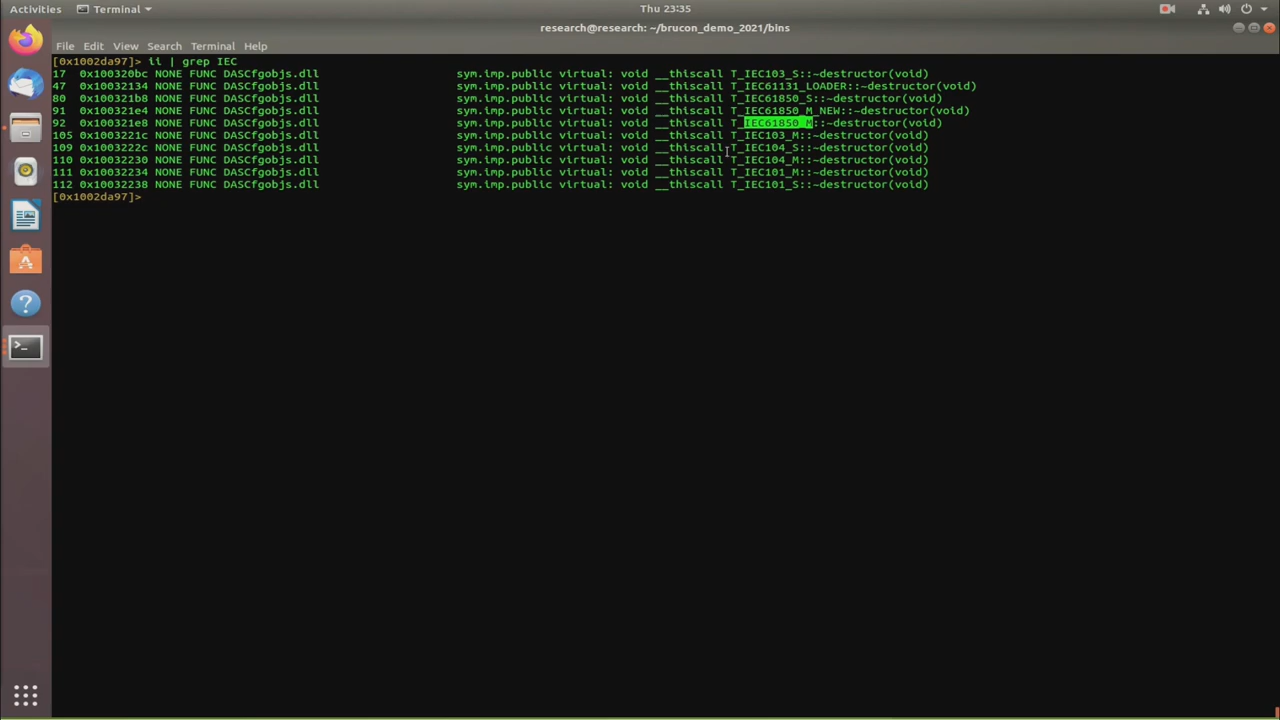 Activities Terminal Thu 23:35
research@research: ~/brucon_demo_2021/bins
File Edit View Search Terminal Help
[0x1002da97]> ii | grep IEC
17 0x100320bc NONE FUNC DASCfgobjs.dll sym.imp.public virtual: void __thiscall T_IEC103_S::~destructor(void)
47 0x10032134 NONE FUNC DASCfgobjs.dll sym.imp.public virtual: void __thiscall T_IEC61131_LOADER::~destructor(void)
80 0x100321b8 NONE FUNC DASCfgobjs.dll sym.imp.public virtual: void __thiscall T_IEC61850_S::~destructor(void)
91 0x100321e4 NONE FUNC DASCfgobjs.dll sym.imp.public virtual: void __thiscall T_IEC61850_M_NEW::~destructor(void)
92 0x100321e8 NONE FUNC DASCfgobjs.dll sym.imp.public virtual: void __thiscall T_IEC61850_M::~destructor(void)
105 0x1003221c NONE FUNC DASCfgobjs.dll sym.imp.public virtual: void __thiscall T_IEC103_M::~destructor(void)
109 0x1003222c NONE FUNC DASCfgobjs.dll sym.imp.public virtual: void __thiscall T_IEC104_S::~destructor(void)
110 0x10032230 NONE FUNC DASCfgobjs.dll sym.imp.public virtual: void __thiscall T_IEC104_M::~destructor(void)
111 0x10032234 NONE FUNC DASCfgobjs.dll sym.imp.public virtual: void __thiscall T_IEC101_M::~destructor(void)
112 0x10032238 NONE FUNC DASCfgobjs.dll sym.imp.public virtual: void __thiscall T_IEC101_S::~destructor(void)
[0x1002da97]>